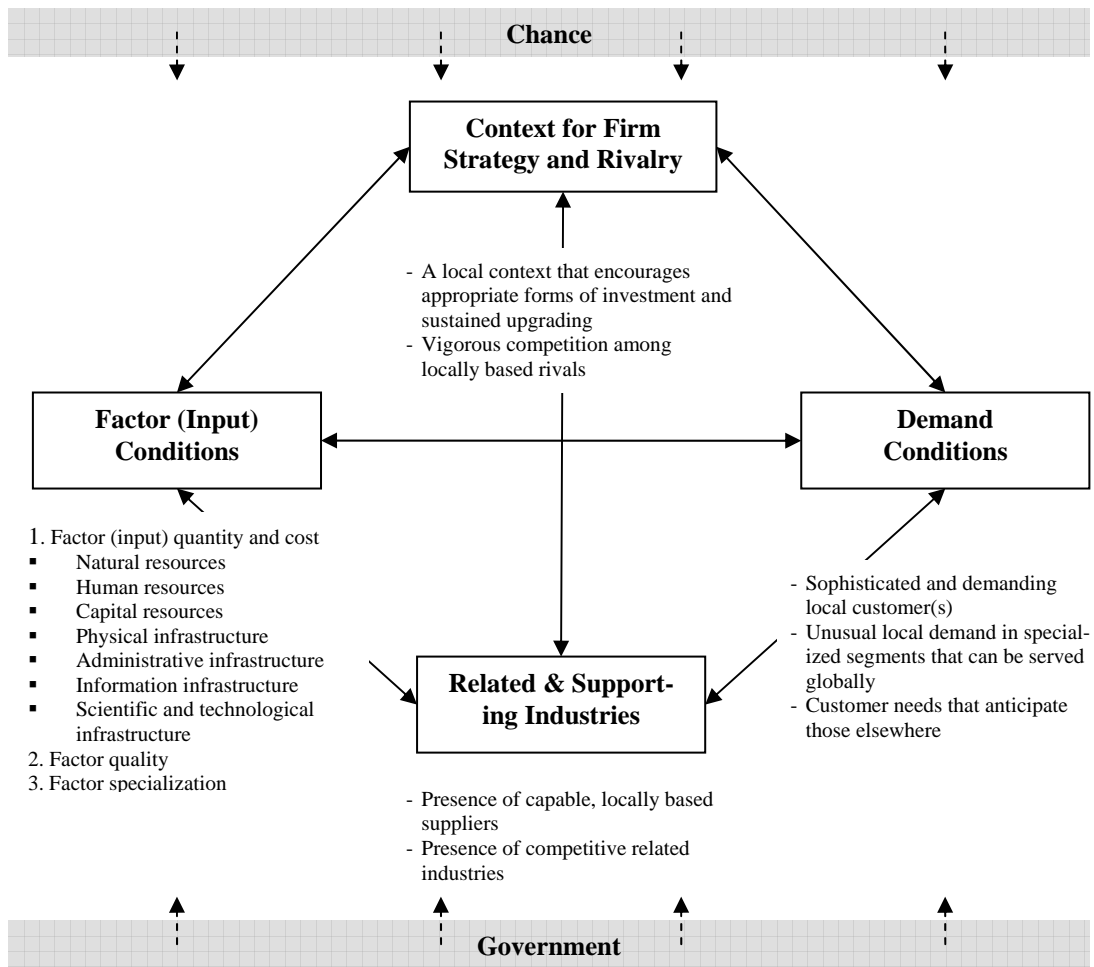 Chance
Context for Firm
Strategy and Rivalry
- A local context that encourages
appropriate forms of investment and
sustained upgrading
- Vigorous competition among
locally based rivals
Factor (Input)
Conditions
Demand
Conditions
1. Factor (input) quantity and cost
▪ Natural resources
▪ Human resources
▪ Capital resources
▪ Physical infrastructure
▪ Administrative infrastructure
▪ Information infrastructure
▪ Scientific and technological
infrastructure
2. Factor quality
3. Factor specialization
- Sophisticated and demanding
local customer(s)
- Unusual local demand in special-
ized segments that can be served
globally
- Customer needs that anticipate
those elsewhere
Related & Support-
ing Industries
- Presence of capable, locally based
suppliers
- Presence of competitive related
industries
Government